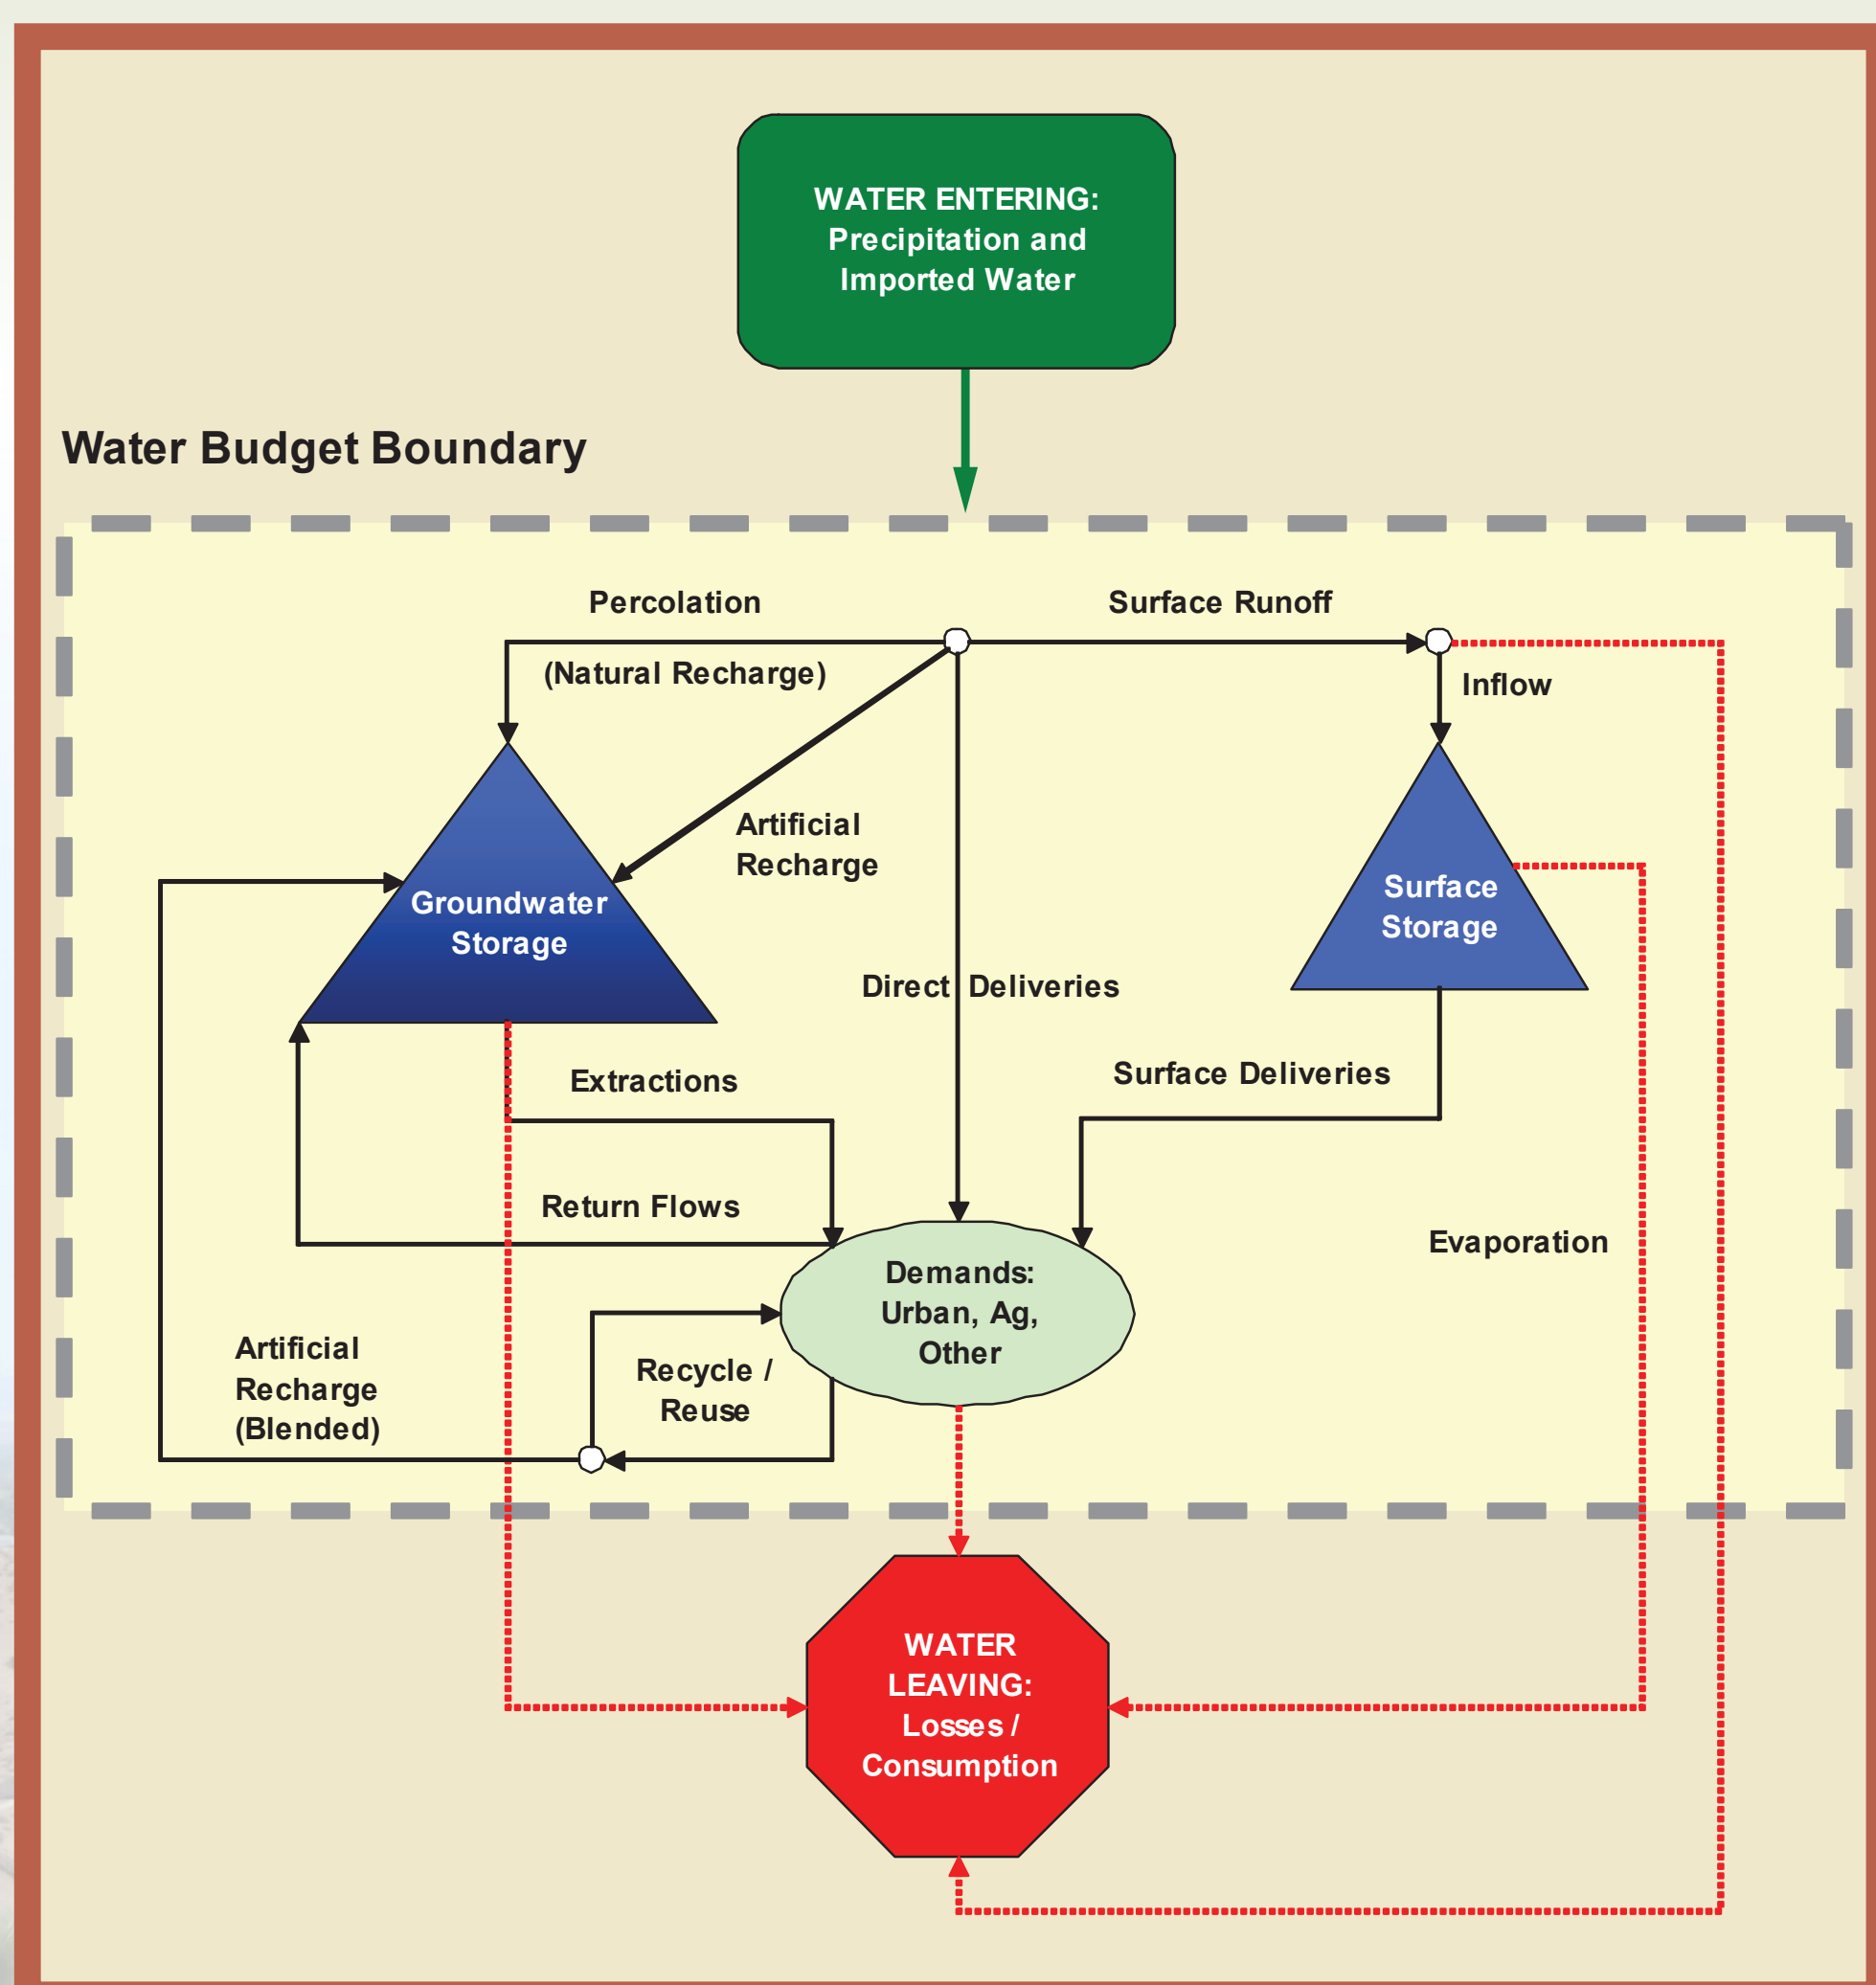 WATER ENTERING:
Precipitation and
Imported Water
Water Budget Boundary
Percolation
(Natural Recharge)
Surface Runoff
Inflow
Artificial
Recharge
Groundwater
Storage
Surface
Storage
Direct Deliveries
Extractions
Surface Deliveries
Return Flows
Evaporation
Demands:
Urban, Ag,
Other
Artificial
Recharge
(Blended)
Recycle /
Reuse
WATER
LEAVING:
Losses /
Consumption